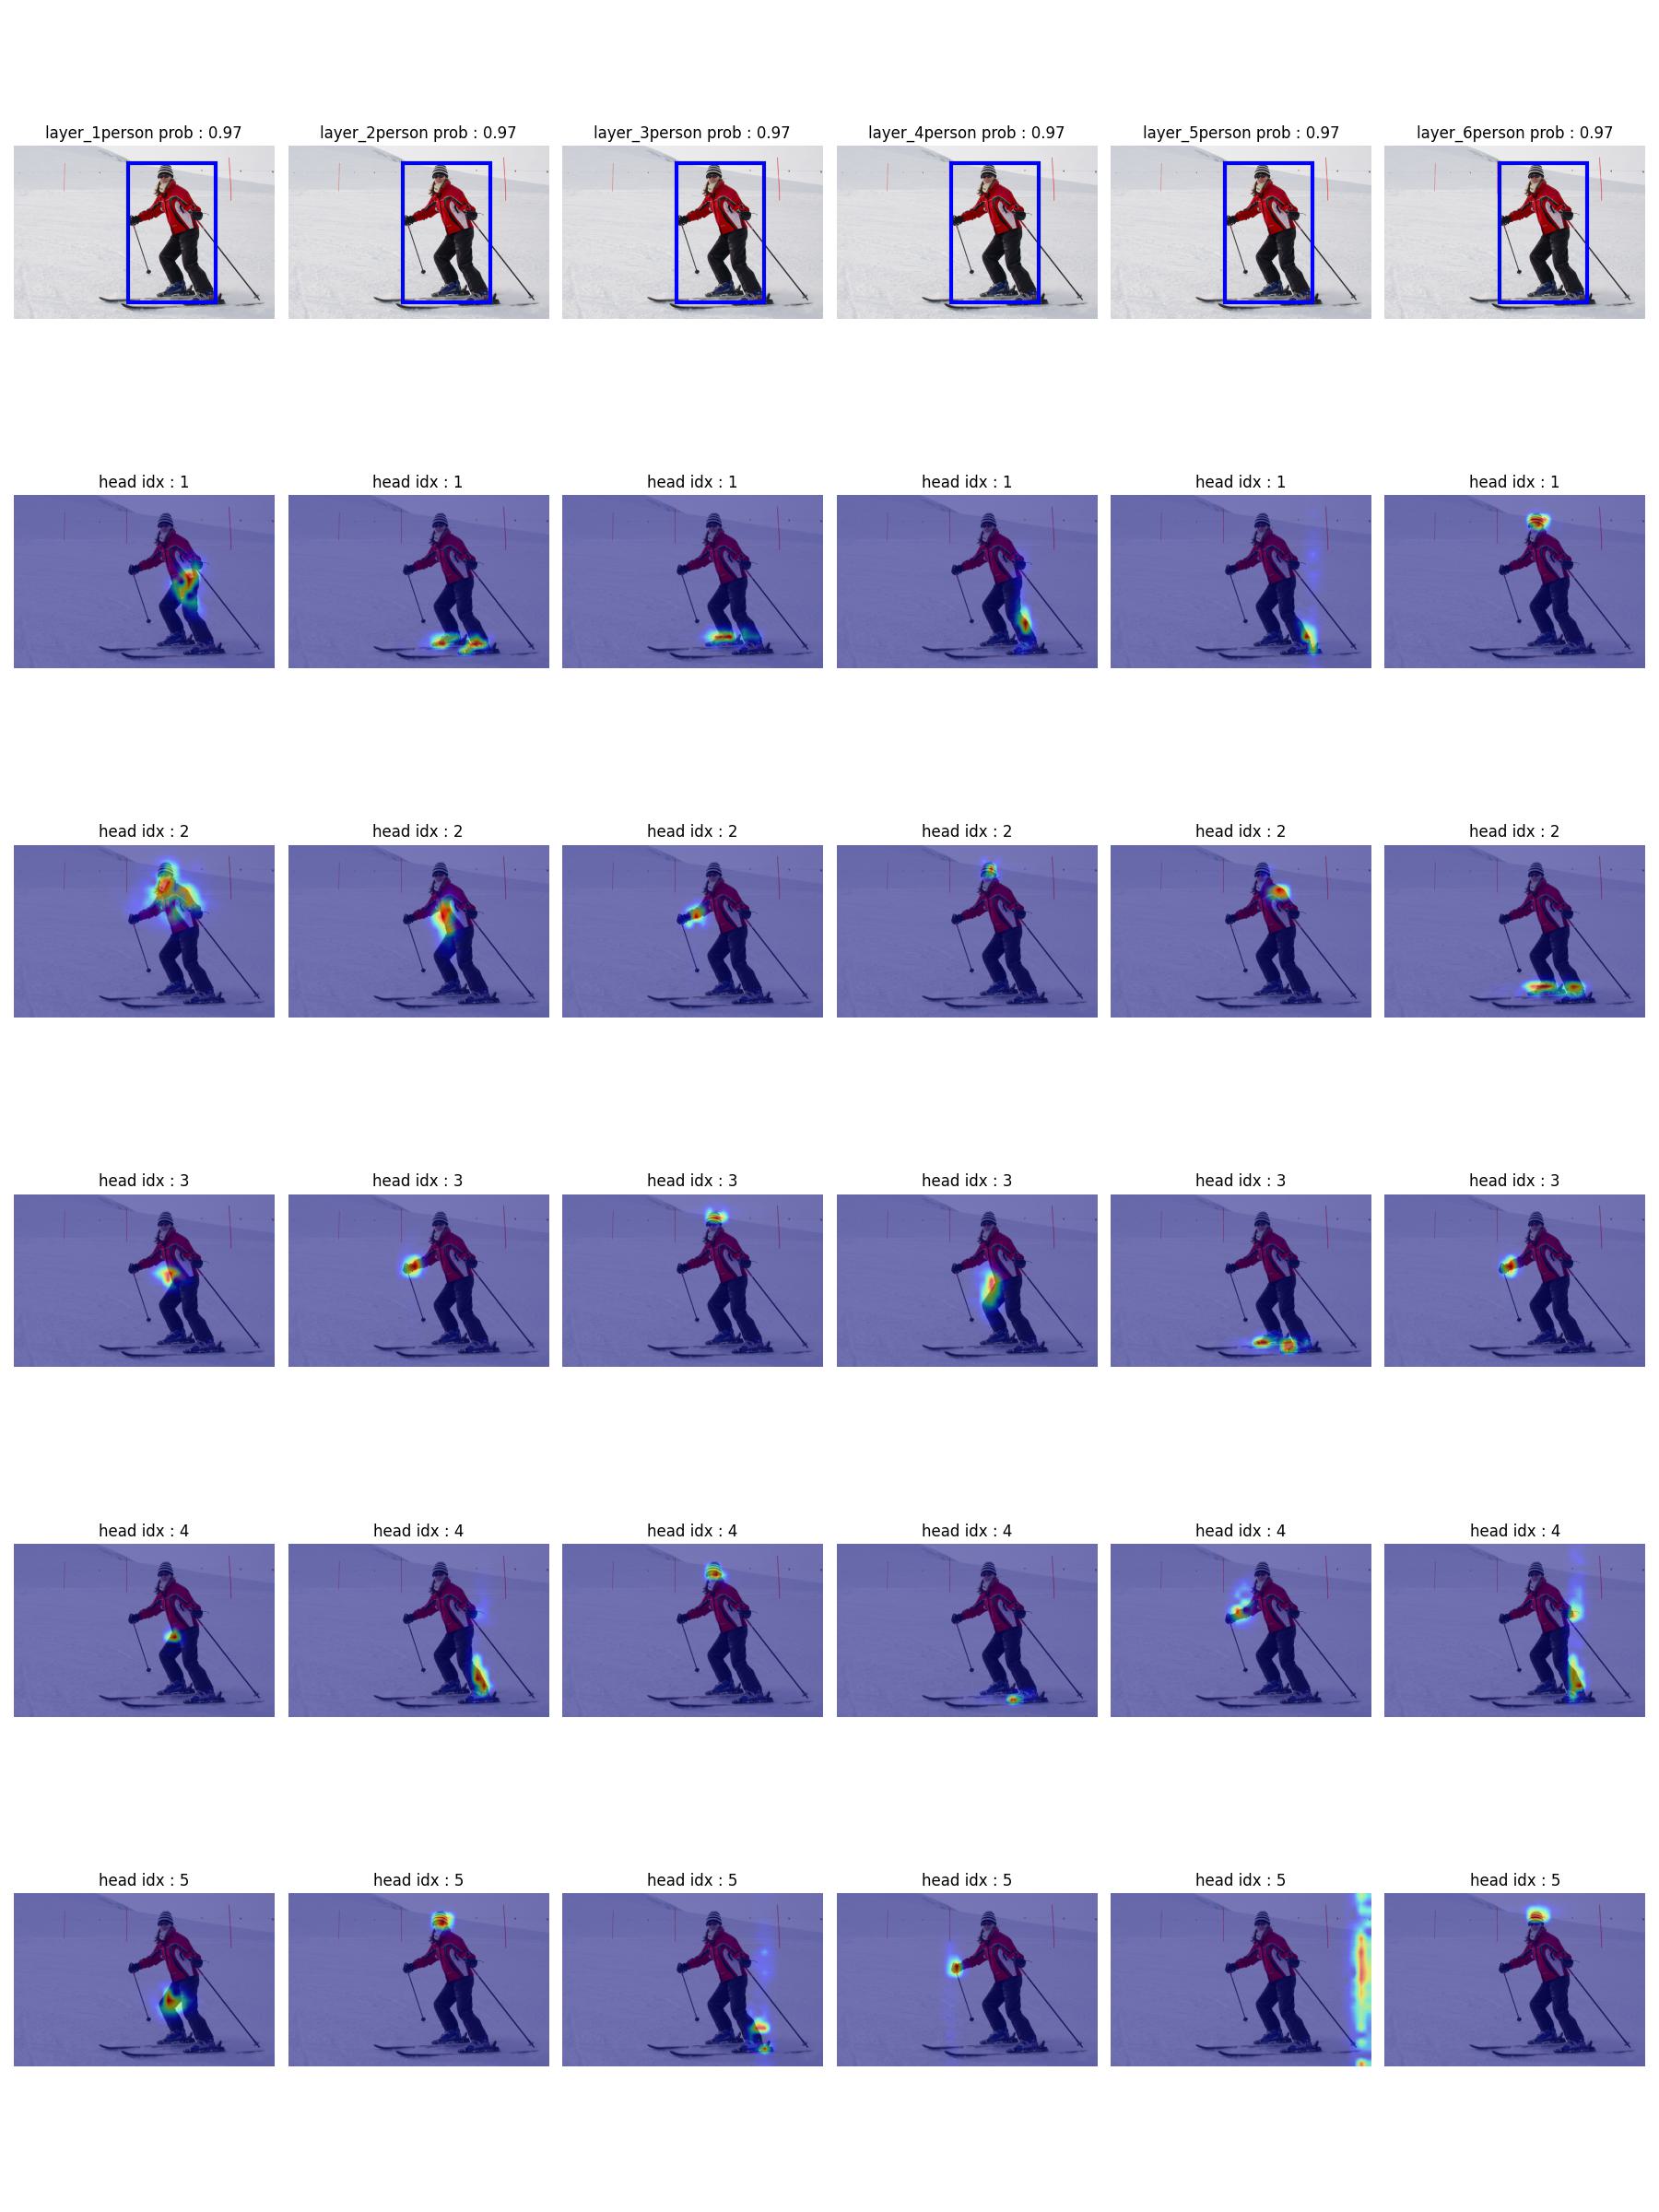 layer_1person prob : 0.97
layer_2person prob : 0.97
layer_3person prob : 0.97
layer_4person prob : 0.97
layer_5person prob : 0.97
layer_6person prob : 0.97
head idx : 1
head idx : 1
head idx : 1
head idx : 1
head idx : 1
head idx : 1
head idx : 2
head idx : 2
head idx : 2
head idx : 2
head idx : 2
head idx : 2
head idx : 3
head idx : 3
head idx : 3
head idx : 3
head idx : 3
head idx : 3
head idx : 4
head idx : 4
head idx : 4
head idx : 4
head idx : 4
head idx : 4
head idx : 5
head idx : 5
head idx : 5
head idx : 5
head idx : 5
head idx : 5